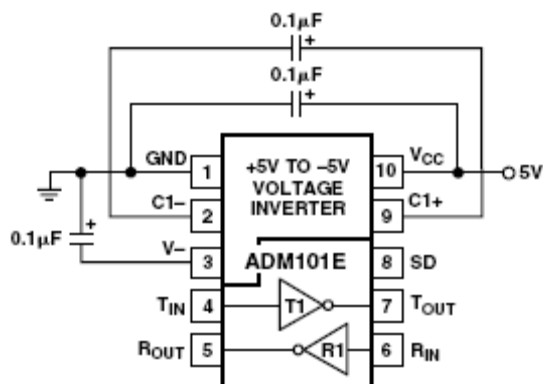 0.1µF
+
0.1µF
+
GND
1
+5V TO –5V
VOLTAGE
INVERTER
10
VCC
5V
C1–
2
9
C1+
+
0.1µF
V–
3
ADM101E
8
SD
TIN
4
T1
7
TOUT
ROUT
5
R1
6
RIN